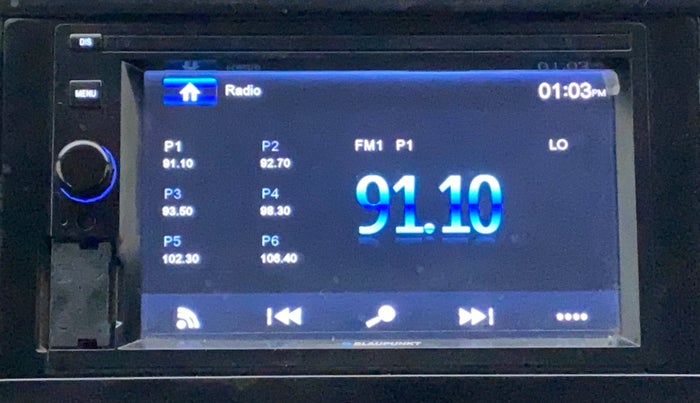 DIS
MENU
Radio
01:03PM
P1 P2
91.10 92.70
FM1 P1 LO
P3 P4
93.50 98.30
91.10
P5 P6
102.30 106.40
BLAUPUNKT